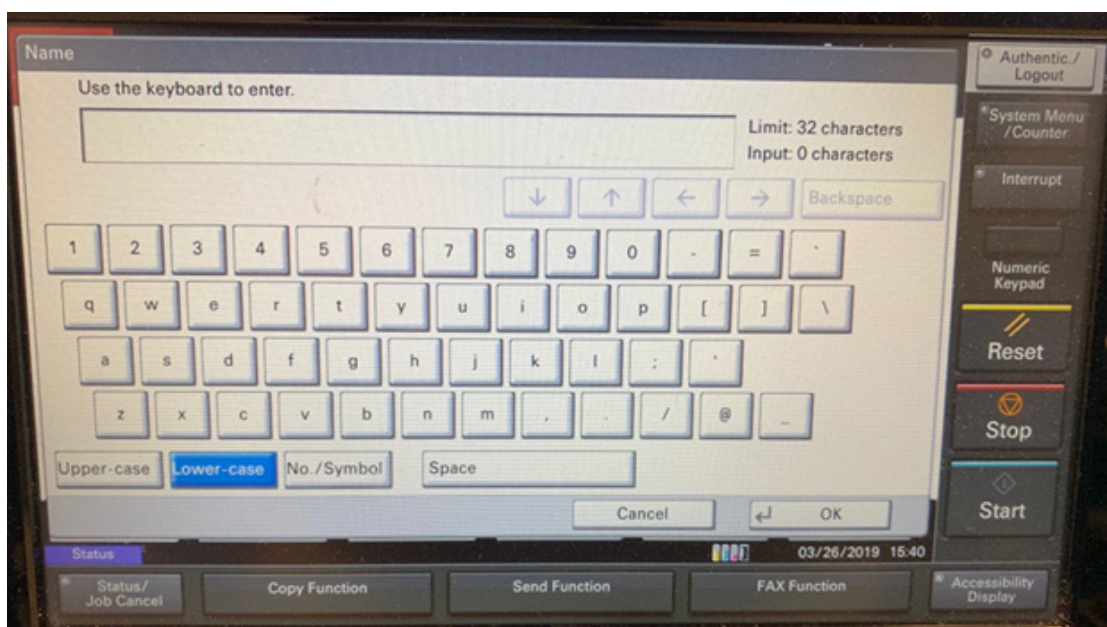 Name
Authentic./
Logout
Use the keyboard to enter.
Limit: 32 characters
Input: 0 characters
System Menu
/Counter
Interrupt
↓ ↑ ← → Backspace
1 2 3 4 5 6 7 8 9 0 - = `
Numeric
Keypad
q w e r t y u i o p [ ] \
Reset
a s d f g h j k l ; '
z x c v b n m , . / @ _
Stop
Upper-case Lower-case No./Symbol Space
Cancel ↵ OK
Start
Status 03/26/2019 15:40
Status/
Job Cancel
Copy Function
Send Function
FAX Function
Accessibility
Display